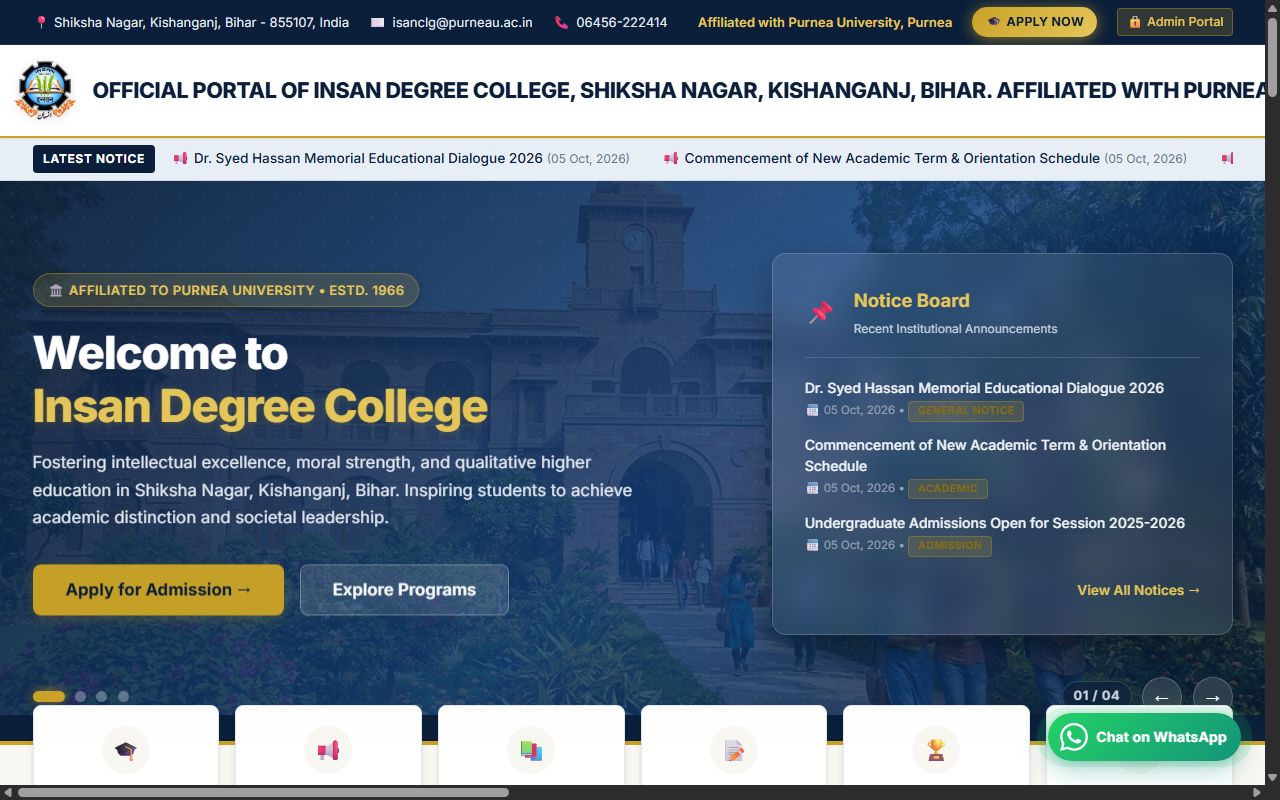 Shiksha Nagar, Kishanganj, Bihar - 855107, India isanclg@purneau.ac.in 06456-222414 Affiliated with Purnea University, Purnea APPLY NOW Admin Portal
OFFICIAL PORTAL OF INSAN DEGREE COLLEGE, SHIKSHA NAGAR, KISHANGANJ, BIHAR. AFFILIATED WITH PURNEA
LATEST NOTICE Dr. Syed Hassan Memorial Educational Dialogue 2026 (05 Oct, 2026) Commencement of New Academic Term & Orientation Schedule (05 Oct, 2026)
AFFILIATED TO PURNEA UNIVERSITY • ESTD. 1966
Welcome to
Insan Degree College
Fostering intellectual excellence, moral strength, and qualitative higher
education in Shiksha Nagar, Kishanganj, Bihar. Inspiring students to achieve
academic distinction and societal leadership.
Apply for Admission →
Explore Programs
Notice Board
Recent Institutional Announcements
Dr. Syed Hassan Memorial Educational Dialogue 2026
05 Oct, 2026 • GENERAL NOTICE
Commencement of New Academic Term & Orientation
Schedule
05 Oct, 2026 • ACADEMIC
Undergraduate Admissions Open for Session 2025-2026
05 Oct, 2026 • ADMISSION
View All Notices →
01 / 04 ← →
Chat on WhatsApp